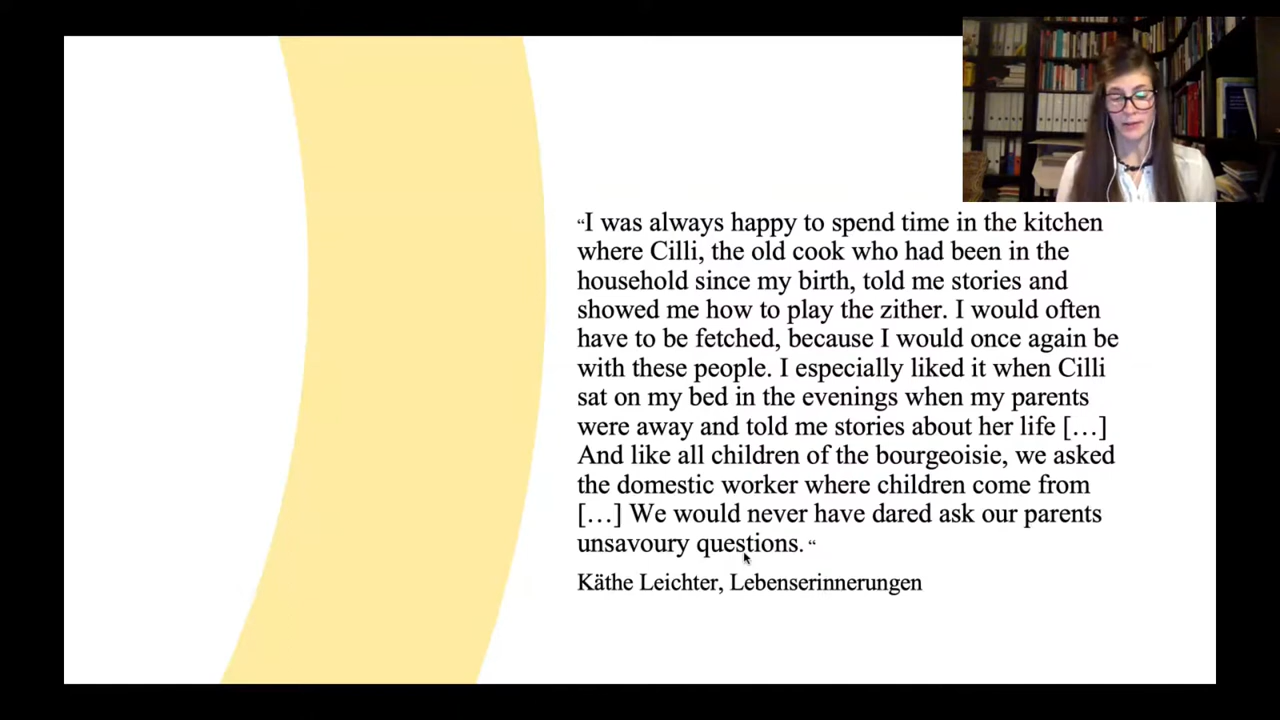 “I was always happy to spend time in the kitchen
where Cilli, the old cook who had been in the
household since my birth, told me stories and
showed me how to play the zither. I would often
have to be fetched, because I would once again be
with these people. I especially liked it when Cilli
sat on my bed in the evenings when my parents
were away and told me stories about her life […]
And like all children of the bourgeoisie, we asked
the domestic worker where children come from
[…] We would never have dared ask our parents
unsavoury questions. “
Käthe Leichter, Lebenserinnerungen